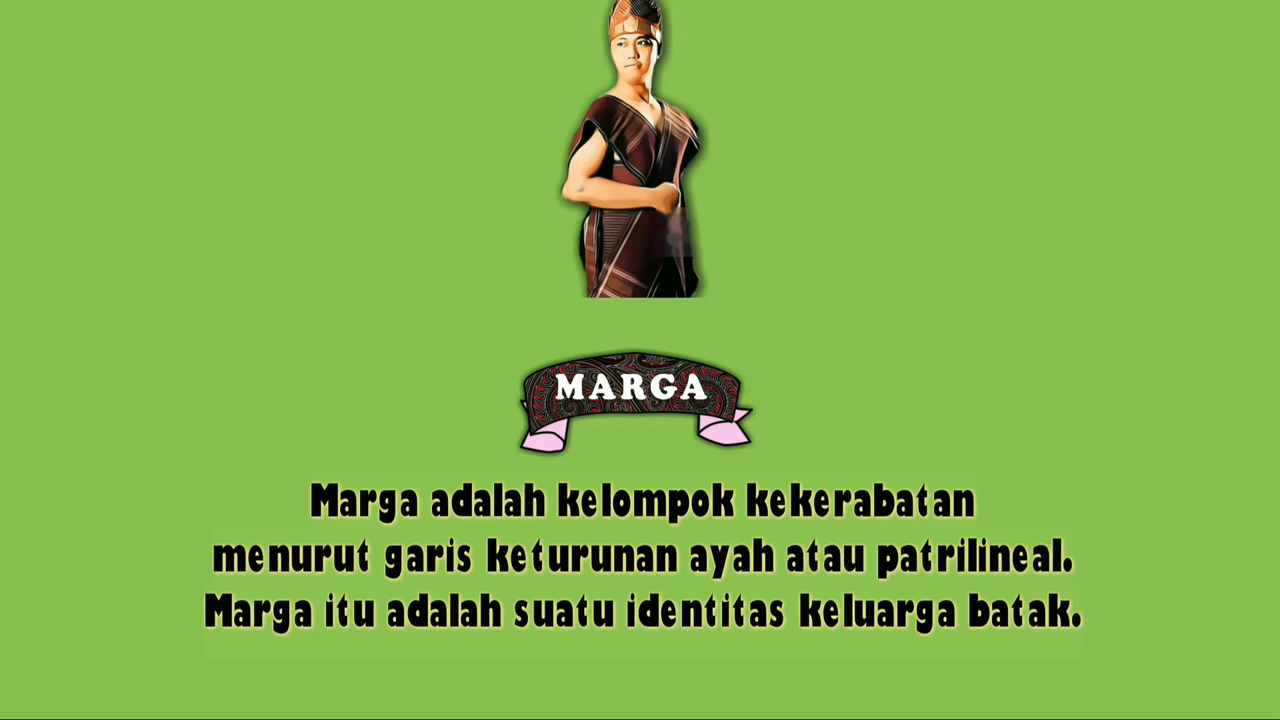 MARGA
Marga adalah kelompok kekerabatan
menurut garis keturunan ayah atau patrilineal.
Marga itu adalah suatu identitas keluarga batak.